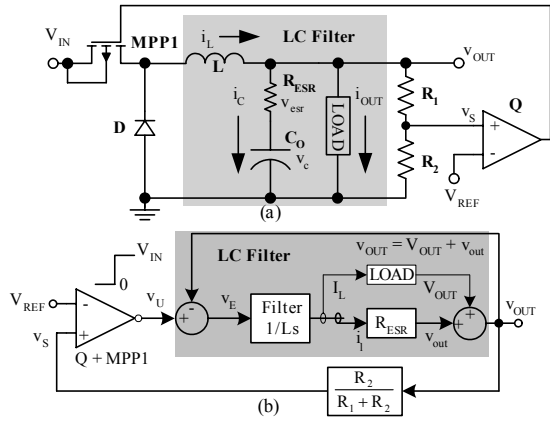 V_IN
MPP1
i_L
LC Filter
L
v_OUT
D
i_C
R_ESR
v_esr
C_O
v_c
LOAD
i_OUT
R_1
v_S
R_2
+
-
Q
V_REF
(a)
V_IN
0
LC Filter
v_OUT = V_OUT + v_out
V_REF
-
v_S
+
v_U
Q + MPP1
-
+
v_E
Filter
1/Ls
I_L
LOAD
V_OUT
i_l
R_ESR
v_out
+
+
v_OUT
R_2
R_1 + R_2
(b)